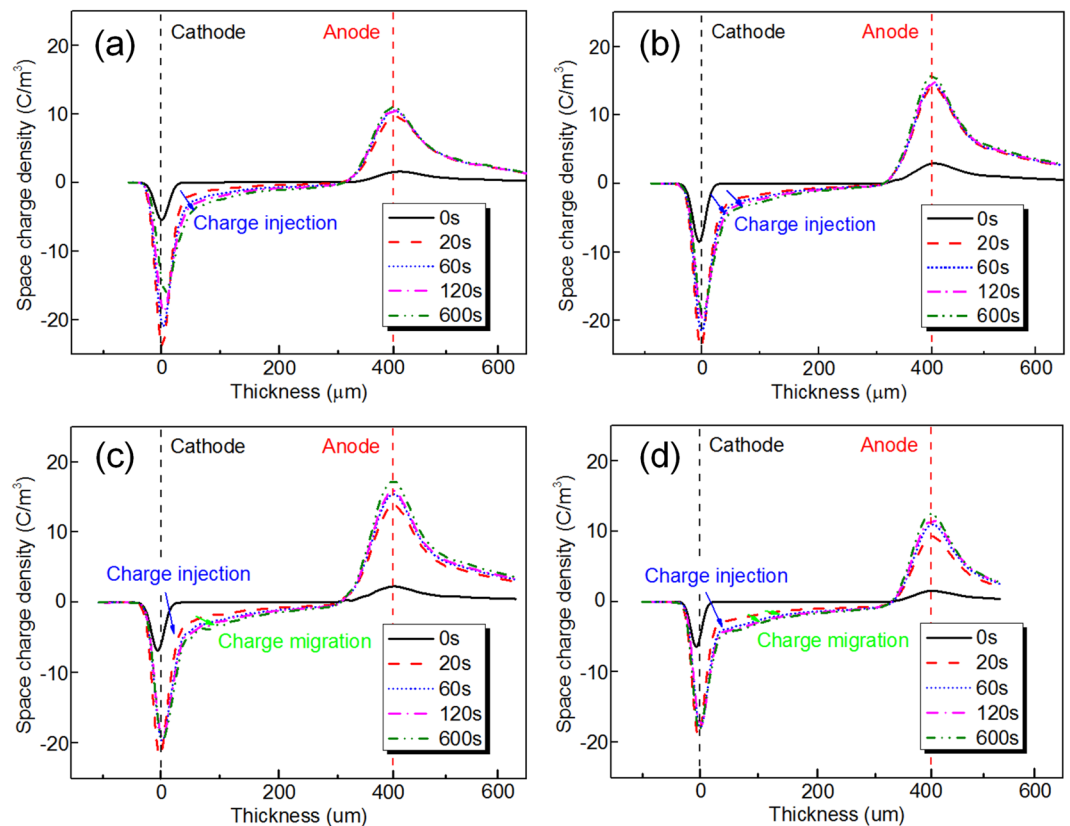 (a)
Cathode
Anode
Space charge density (C/m³)
20
10
0
-10
-20
Charge injection
0s
20s
60s
120s
600s
0
200
400
600
Thickness (μm)
(b)
Cathode
Anode
Space charge density (C/m³)
20
10
0
-10
-20
Charge injection
0s
20s
60s
120s
600s
0
200
400
600
Thickness (μm)
(c)
Cathode
Anode
Space charge density (C/m³)
20
10
0
-10
-20
Charge injection
Charge migration
0s
20s
60s
120s
600s
0
200
400
600
Thickness (um)
(d)
Cathode
Anode
Space charge density (C/m³)
20
10
0
-10
-20
Charge injection
Charge migration
0s
20s
60s
120s
600s
0
200
400
600
Thickness (um)